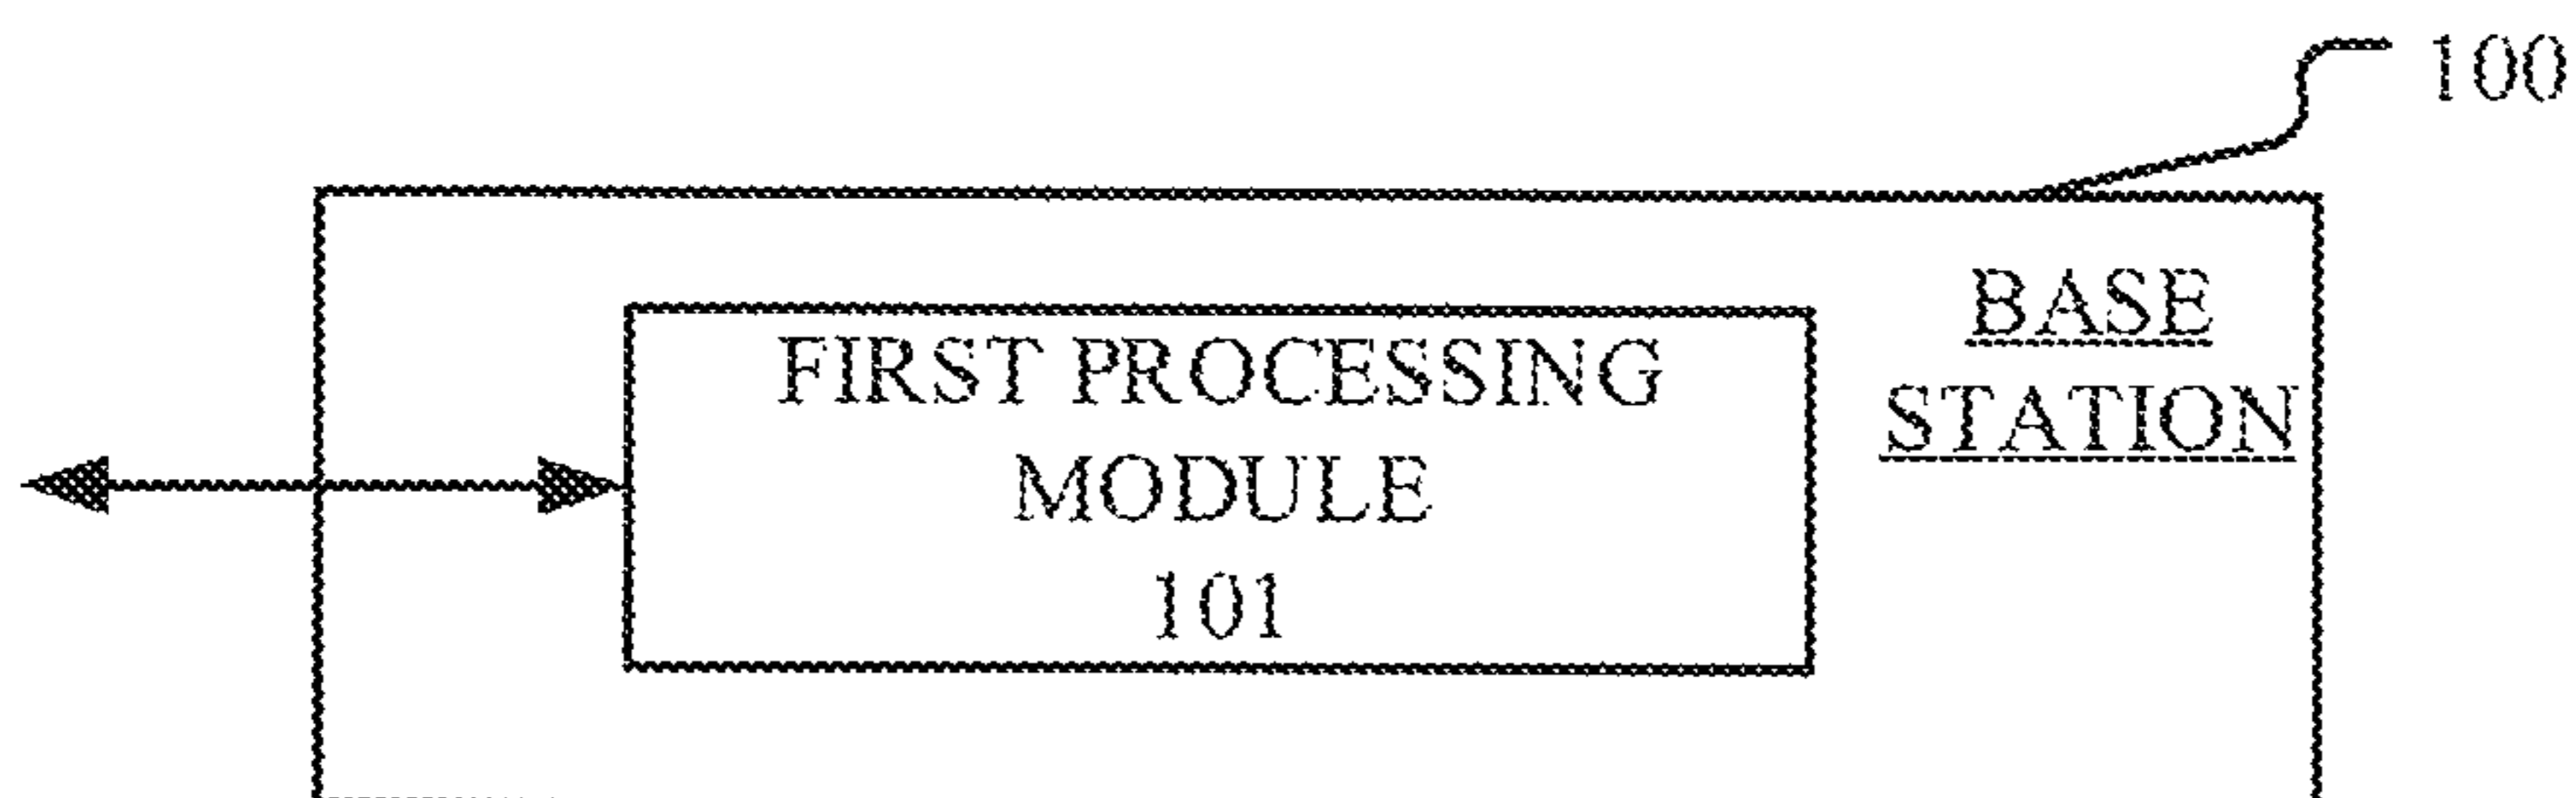 100
BASE
STATION
FIRST PROCESSING
MODULE
101